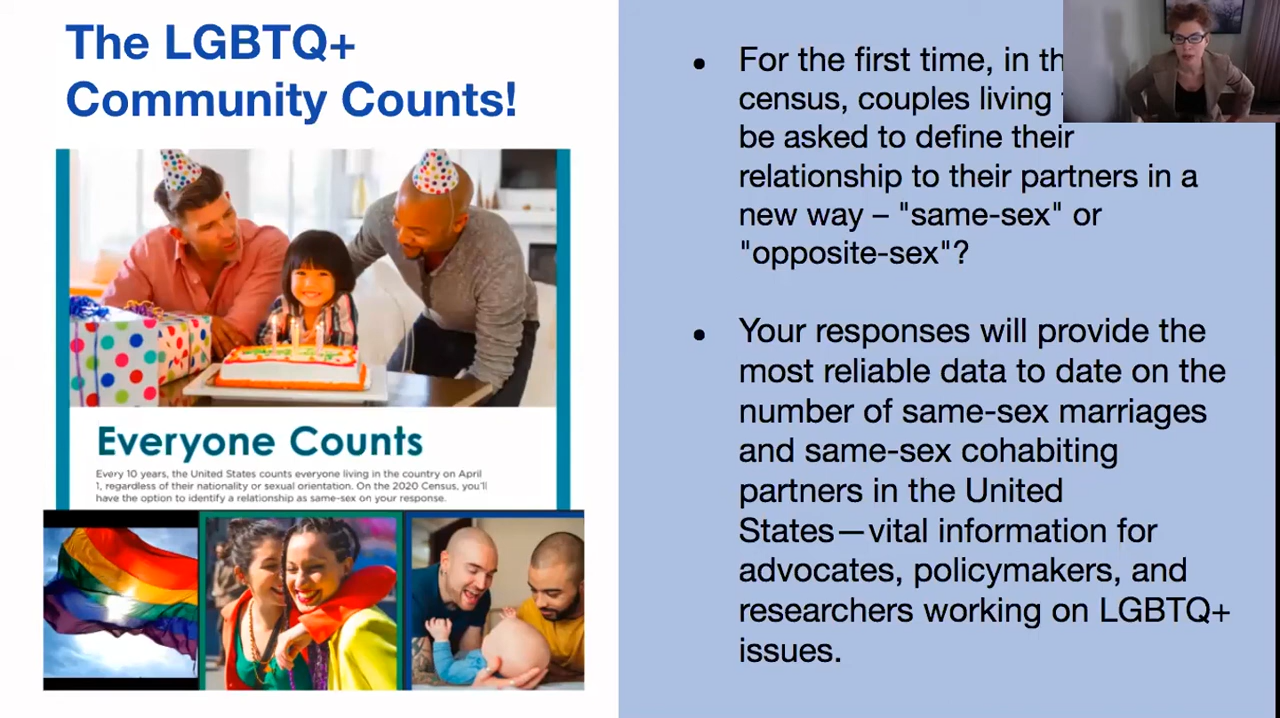 The LGBTQ+
Community Counts!
Everyone Counts
Every 10 years, the United States counts everyone living in the country on April
1, regardless of their nationality or sexual orientation. On the 2020 Census, you'll
have the option to identify a relationship as same-sex on your response.
• For the first time, in
census, couples living
be asked to define their
relationship to their partners in a
new way – "same-sex" or
"opposite-sex"?
• Your responses will provide the
most reliable data to date on the
number of same-sex marriages
and same-sex cohabiting
partners in the United
States—vital information for
advocates, policymakers, and
researchers working on LGBTQ+
issues.